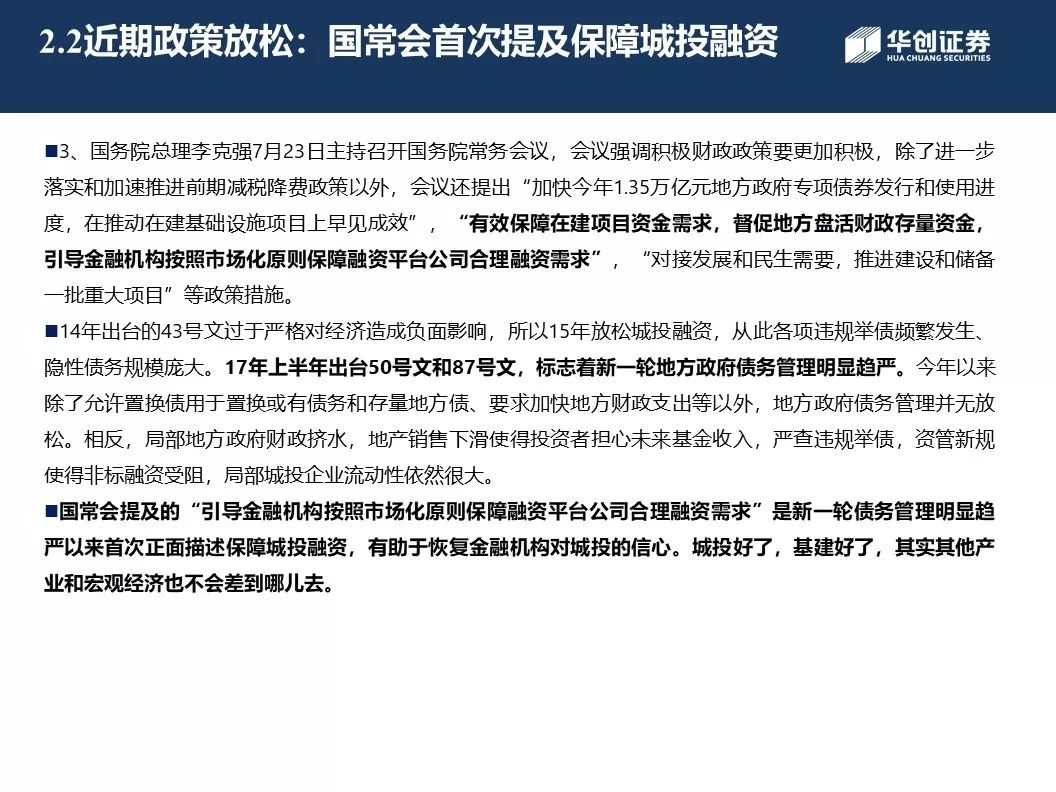 2.2近期政策放松：国常会首次提及保障城投融资
华创证券
HUA CHUANG SECURITIES
■3、国务院总理李克强7月23日主持召开国务院常务会议，会议强调积极财政政策要更加积极，除了进一步
落实和加速推进前期减税降费政策以外，会议还提出“加快今年1.35万亿元地方政府专项债券发行和使用进
度，在推动在建基础设施项目上早见成效”，“有效保障在建项目资金需求，督促地方盘活财政存量资金，
引导金融机构按照市场化原则保障融资平台公司合理融资需求”，“对接发展和民生需要，推进建设和储备
一批重大项目”等政策措施。
■14年出台的43号文过于严格对经济造成负面影响，所以15年放松城投融资，从此各项违规举债频繁发生、
隐性债务规模庞大。17年上半年出台50号文和87号文，标志着新一轮地方政府债务管理明显趋严。今年以来
除了允许置换债用于置换或有债务和存量地方债、要求加快地方财政支出等以外，地方政府债务管理并无放
松。相反，局部地方政府财政挤水，地产销售下滑使得投资者担心未来基金收入，严查违规举债，资管新规
使得非标融资受阻，局部城投企业流动性依然很大。
■国常会提及的“引导金融机构按照市场化原则保障融资平台公司合理融资需求”是新一轮债务管理明显趋
严以来首次正面描述保障城投融资，有助于恢复金融机构对城投的信心。城投好了，基建好了，其实其他产
业和宏观经济也不会差到哪儿去。